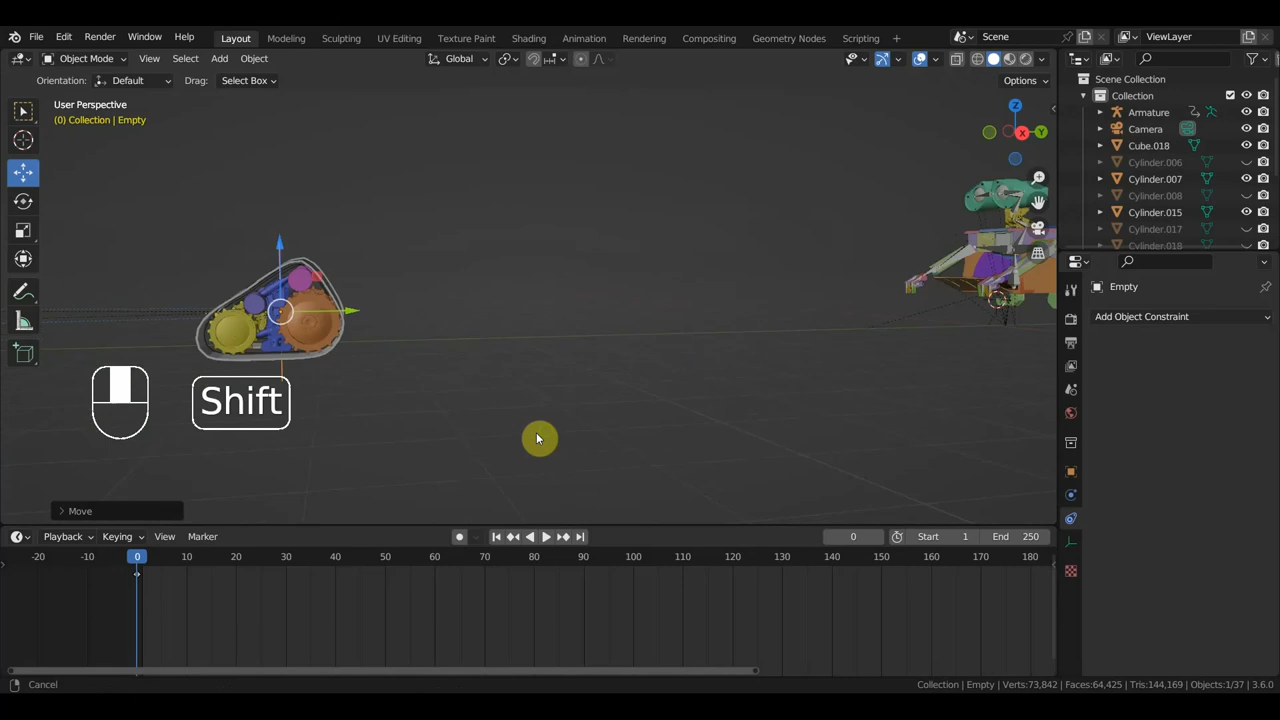 File Edit Render Window Help Layout Modeling Sculpting UV Editing Texture Paint Shading Animation Rendering Compositing Geometry Nodes Scripting + Scene ViewLayer
Object Mode View Select Add Object Global
Orientation: Default Drag: Select Box Options
User Perspective
(0) Collection | Empty
Z
X Y
Scene Collection
Collection
Armature
Camera
Cube.018
Cylinder.006
Cylinder.007
Cylinder.008
Cylinder.015
Cylinder.017
Cylinder.018
Empty
Add Object Constraint
Shift
Move
Playback Keying View Marker 0 Start 1 End 250
-20 -10 0 10 20 30 40 50 60 70 80 90 100 110 120 130 140 150 160 170 180
Cancel Collection | Empty | Verts:73,842 | Faces:64,425 | Tris:144,169 | Objects:1/37 | 3.6.0